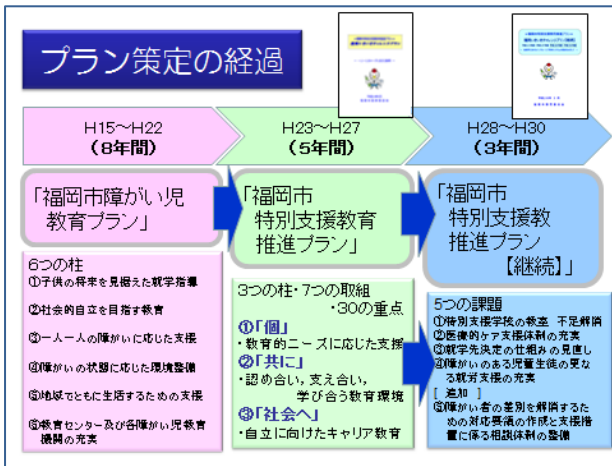 プラン策定の経過
H15～H22
(8年間)
H23～H27
(5年間)
H28～H30
(3年間)
「福岡市障がい児
教育プラン」
「福岡市
特別支援教育
推進プラン」
「福岡市
特別支援教
推進プラン
【継続】」
6つの柱
①子供の将来を見据えた就学指導
②社会的自立を目指す教育
③一人一人の障がいに応じた支援
④障がいの状態に応じた環境整備
⑤地域でともに生活するための支援
⑥教育センター及び各障がい児教育
機関の充実
3つの柱・7つの取組
・30の重点
①「個」
・教育的ニーズに応じた支援
②「共に」
・認め合い，支え合い，
学び合う教育環境
③「社会へ」
・自立に向けたキャリア教育
5つの課題
①特別支援学校の教室 不足解消
②医療的ケア支援体制の充実
③就学先決定の仕組みの見直し
④障がいのある児童生徒の更な
る就労支援の充実
[ 追加 ]
⑤障がい者の差別を解消するた
めの対応要領の作成と支援措
置に係る相談体制の整備